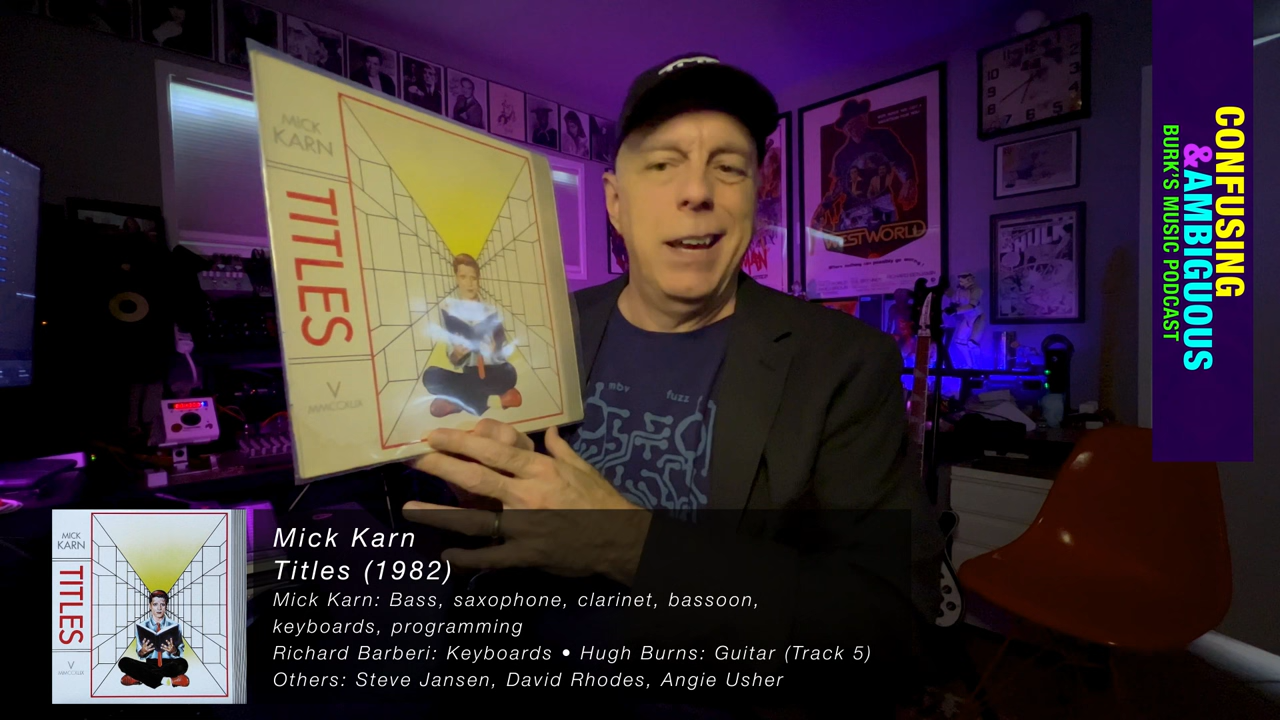 MICK
KARN
TITLES
V
MMCCXLIX
WESTWORLD
HULK
mbv
fuzz
CONFUSING
&AMBIGUOUS
BURK'S MUSIC PODCAST
MICK
KARN
TITLES
V
Mick Karn
Titles (1982)
Mick Karn: Bass, saxophone, clarinet, bassoon,
keyboards, programming
Richard Barberi: Keyboards • Hugh Burns: Guitar (Track 5)
Others: Steve Jansen, David Rhodes, Angie Usher